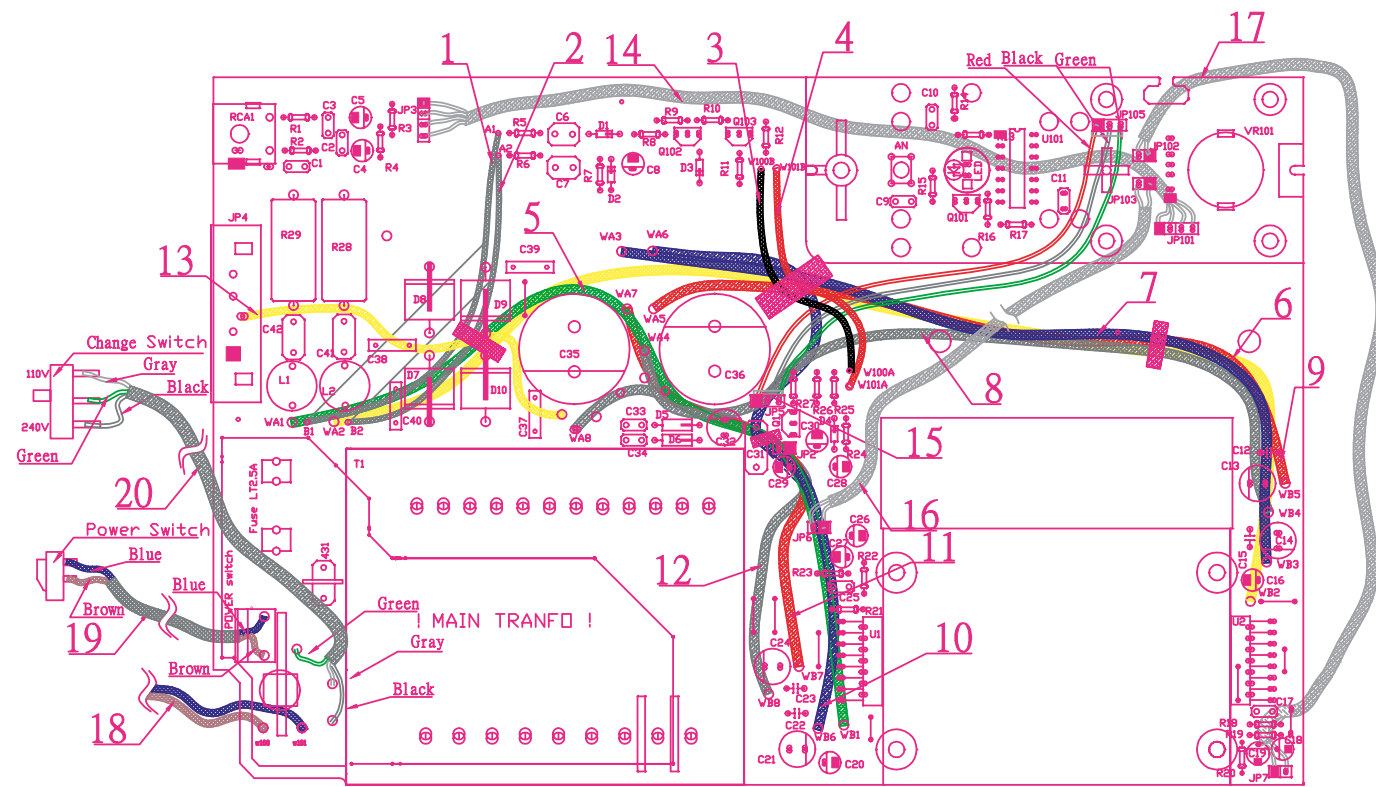 1
2
14
3
4
17
Red Black Green
RCA1
R1
R2
C3
C2
C1
C5
C4
R3
R4
JP3
A1
A2
R5
R6
C6
C7
D1
R7
D2
R8
C8
R9
R10
Q102
Q103
D3
R11
R12
W100B
W101B
C10
R14
AN
R15
C9
Q101
LED
R16
R17
U101
C11
JP105
JP102
JP103
JP101
VR101
JP4
R29
R28
13
5
WA3
WA6
C39
D8
D9
WA7
WA5
WA4
C42
C41
C38
C35
C36
7
6
8
9
L1
L2
D7
D10
C40
C37
WA1
B1
WA2
B2
WA8
C33
C34
D5
D6
C32
C31
JP5
JP2
Q1
R27
R26
R25
C30
R24
C29
C28
W100A
W101A
15
16
Change Switch
110V
Gray
Black
240V
Green
20
Power Switch
Blue
Brown
19
18
Fuse LT2.5A
POWER switch
431
Blue
Brown
Green
Gray
Black
w100
w101
T1
! MAIN TRANFO !
12
11
10
JP6
C26
C27
R22
R23
C25
R21
U1
C24
WB7
WB8
C23
C22
WB6
WB1
C21
C20
C12
C13
WB5
WB4
C15
C14
WB3
C16
WB2
U2
C17
R18
R19
C18
C19
R20
JP7